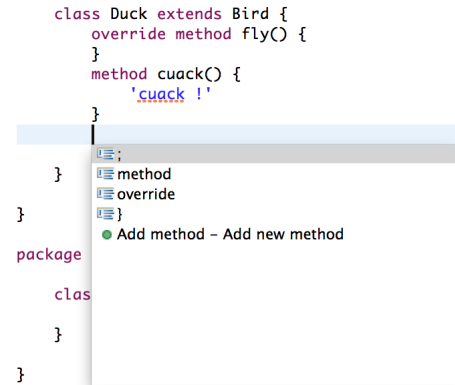 class Duck extends Bird {
override method fly() {
}
method cuack() {
'cuack !'
}
;
method
override
}
Add method – Add new method
}
}
package
clas
}
}